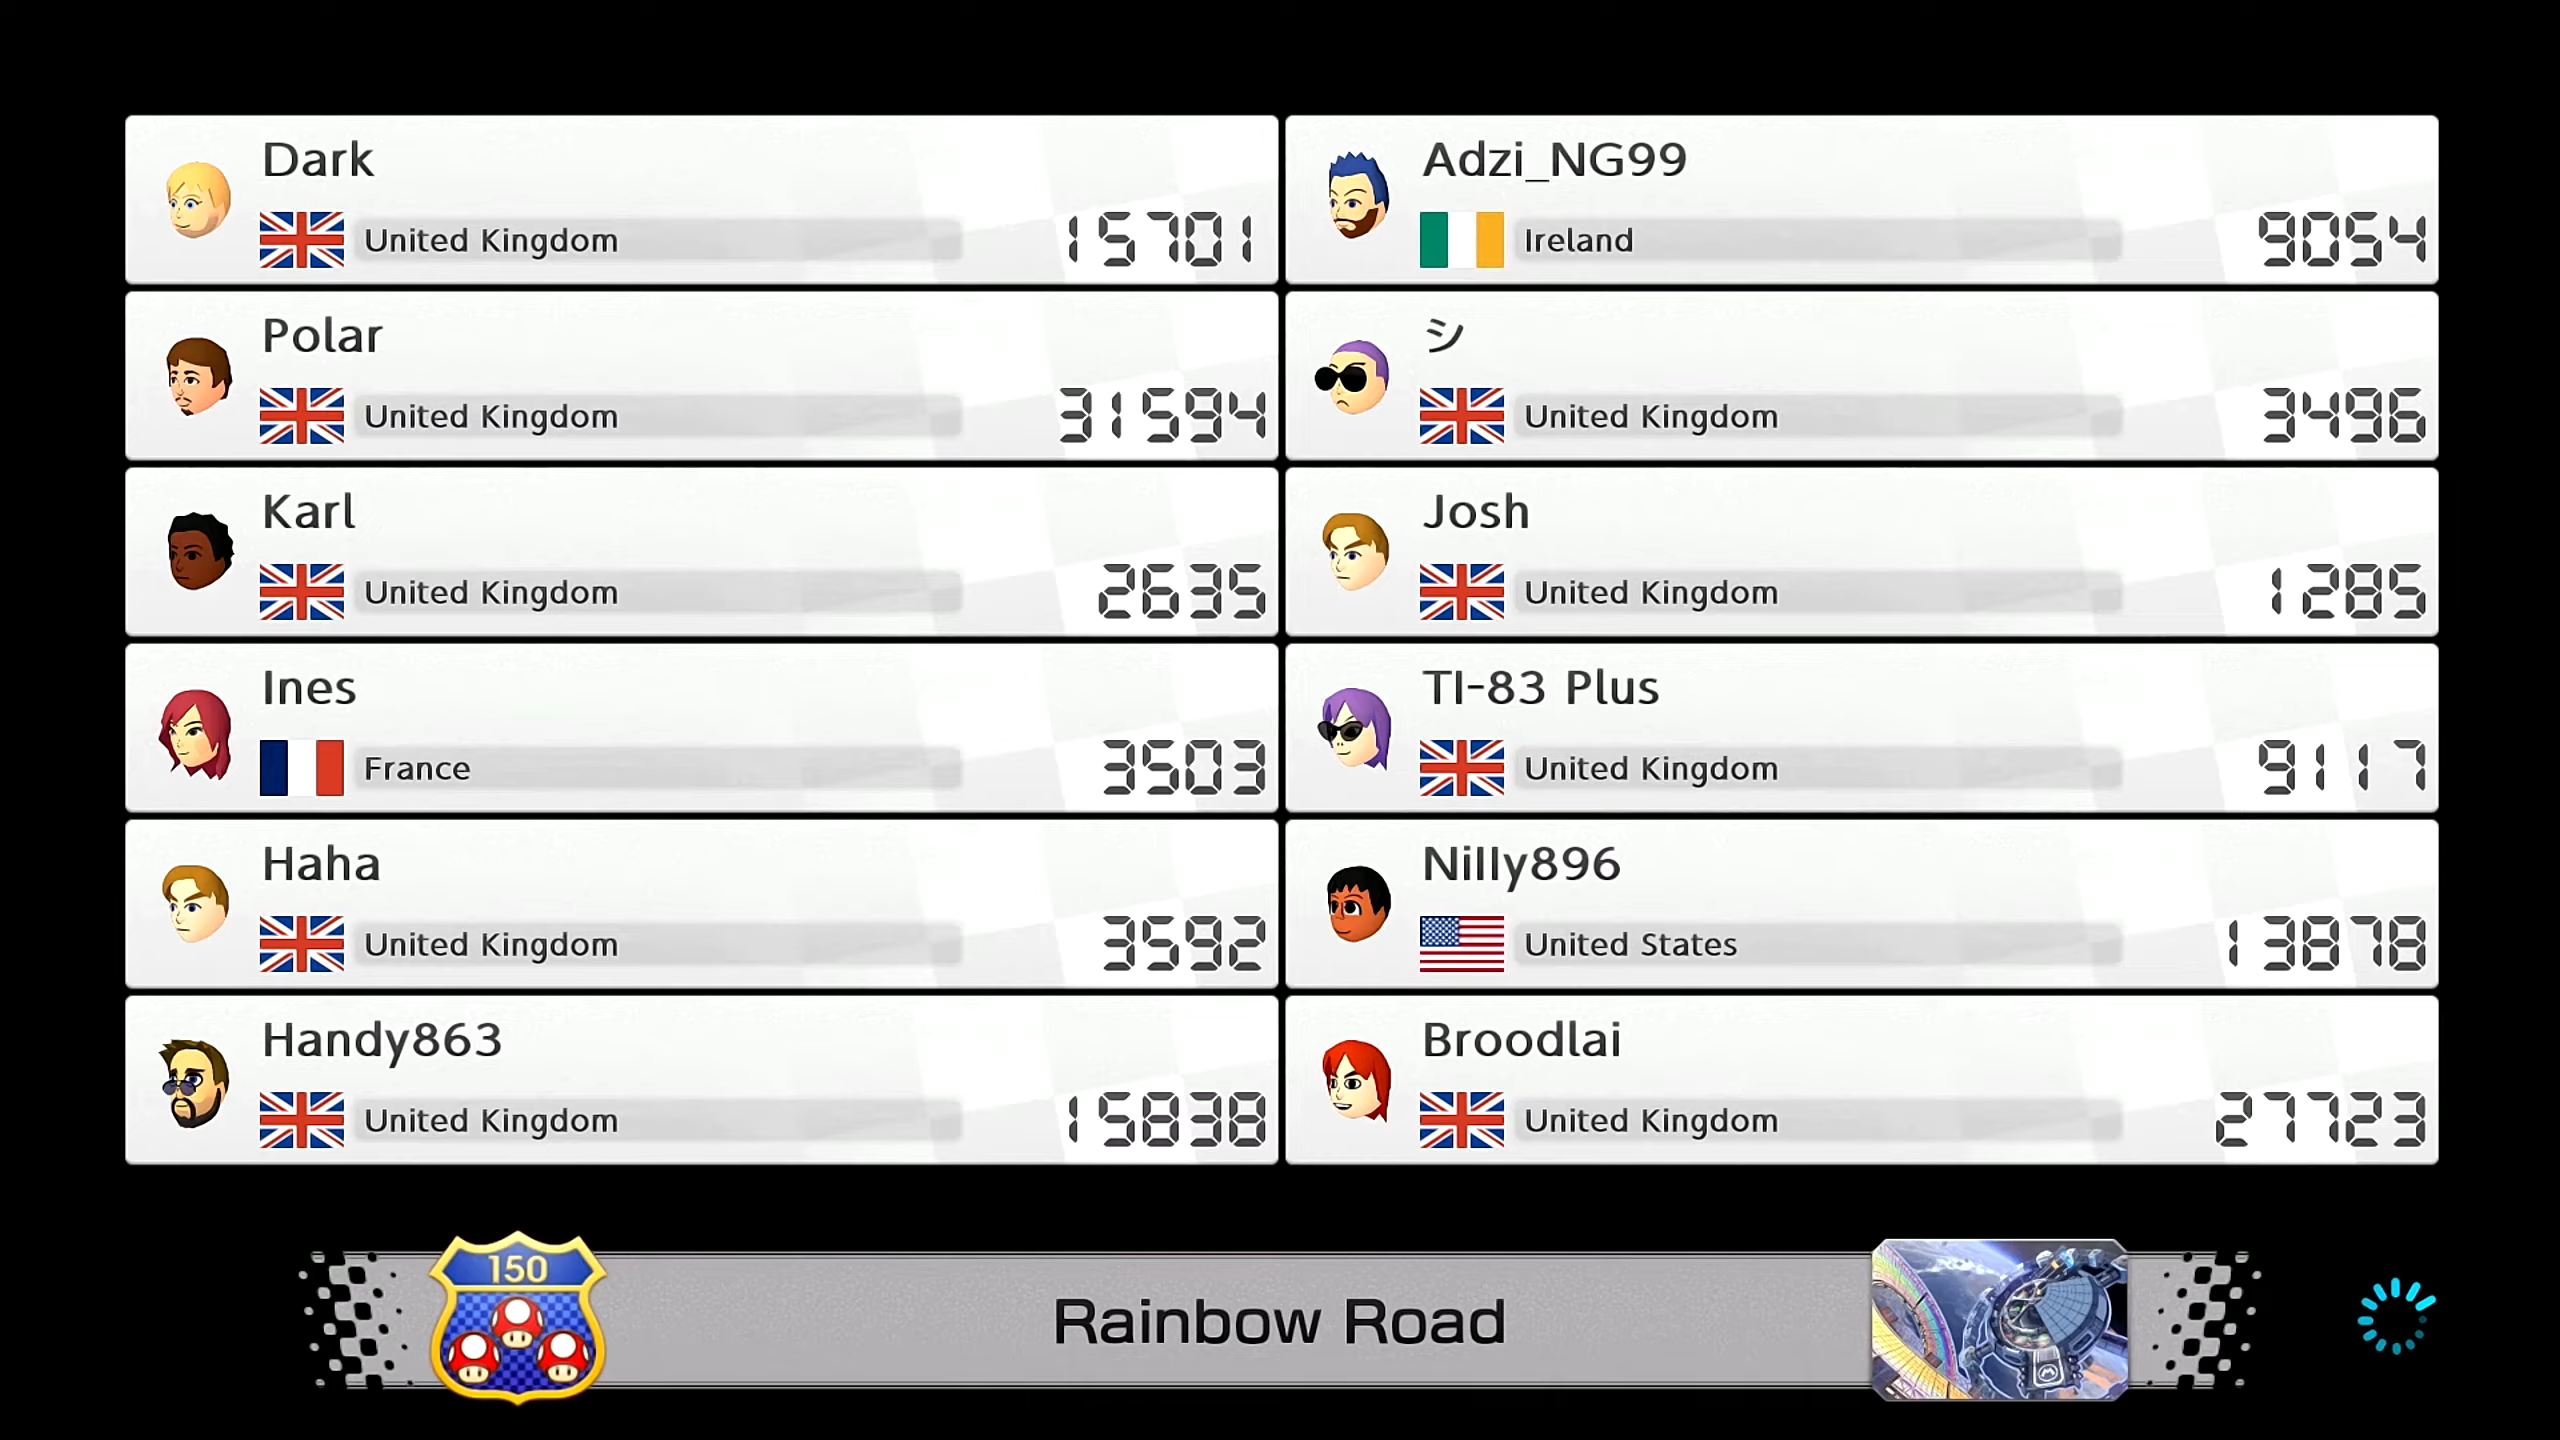 Dark
United Kingdom 15701
Adzi_NG99
Ireland 9054
Polar
United Kingdom 31594
シ
United Kingdom 3496
Karl
United Kingdom 2635
Josh
United Kingdom 1285
Ines
France 3503
TI-83 Plus
United Kingdom 9117
Haha
United Kingdom 3592
Nilly896
United States 13878
Handy863
United Kingdom 15838
Broodlai
United Kingdom 27723
150
Rainbow Road